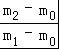 m₂ − m₀
m₁ − m₀